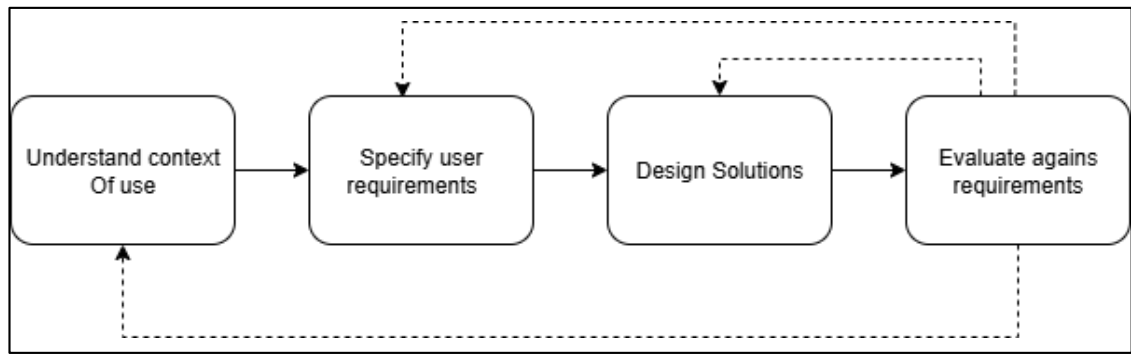 Understand context
Of use
Specify user
requirements
Design Solutions
Evaluate agains
requirements